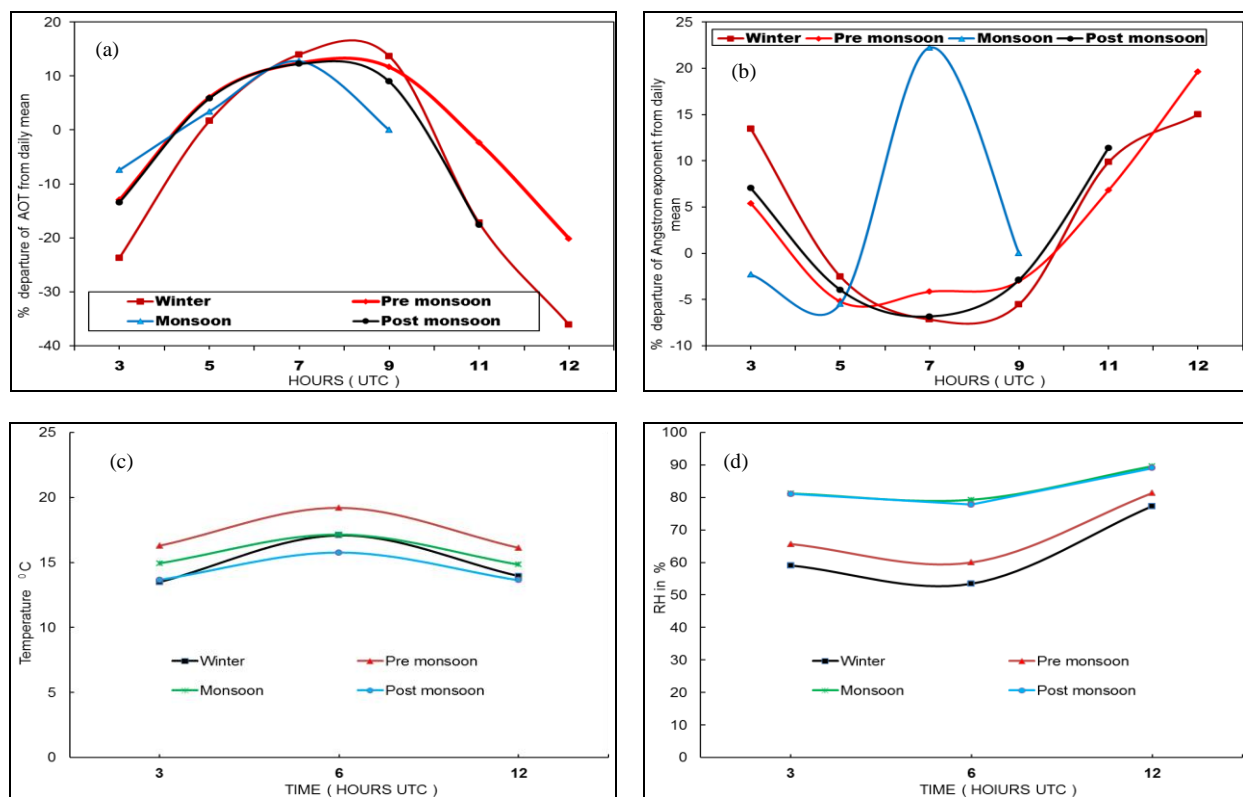 (a)
% departure of AOT from daily mean
20
10
0
-10
-20
-30
-40
Winter
Pre monsoon
Monsoon
Post monsoon
3 5 7 9 11 12
HOURS ( UTC )
(b)
% departure of Angstrom exponent from daily
mean
Winter Pre monsoon Monsoon Post monsoon
25
20
15
10
5
0
-5
-10
3 5 7 9 11 12
HOURS ( UTC )
(c)
Temperature ⁰C
25
20
15
10
5
0
Winter
Pre monsoon
Monsoon
Post monsoon
3 6 12
TIME ( HOURS UTC )
(d)
RH in %
100
90
80
70
60
50
40
30
20
10
0
Winter
Pre monsoon
Monsoon
Post monsoon
3 6 12
TIME ( HOIURS UTC )